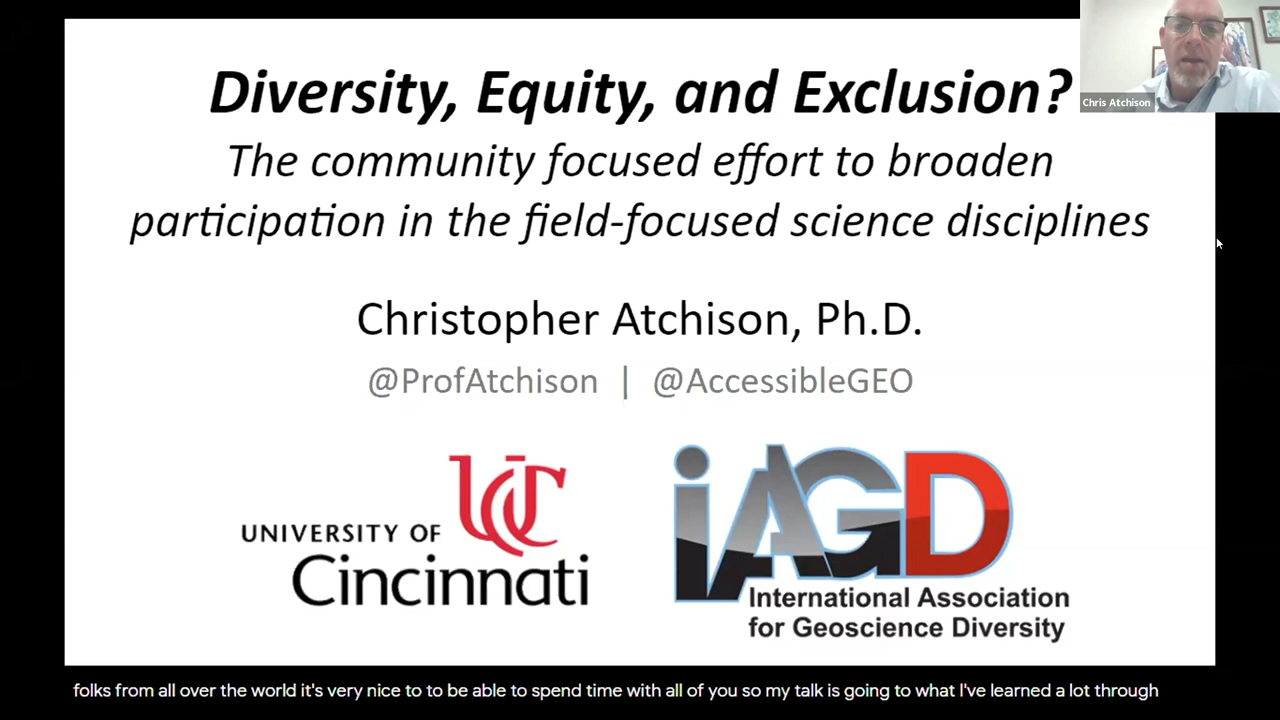 Diversity, Equity, and Exclusion?
The community focused effort to broaden
participation in the field-focused science disciplines
Chris Atchison
Christopher Atchison, Ph.D.
@ProfAtchison | @AccessibleGEO
UC
UNIVERSITY OF
Cincinnati
iAGD
International Association
for Geoscience Diversity
folks from all over the world it's very nice to to be able to spend time with all of you so my talk is going to what I've learned a lot through